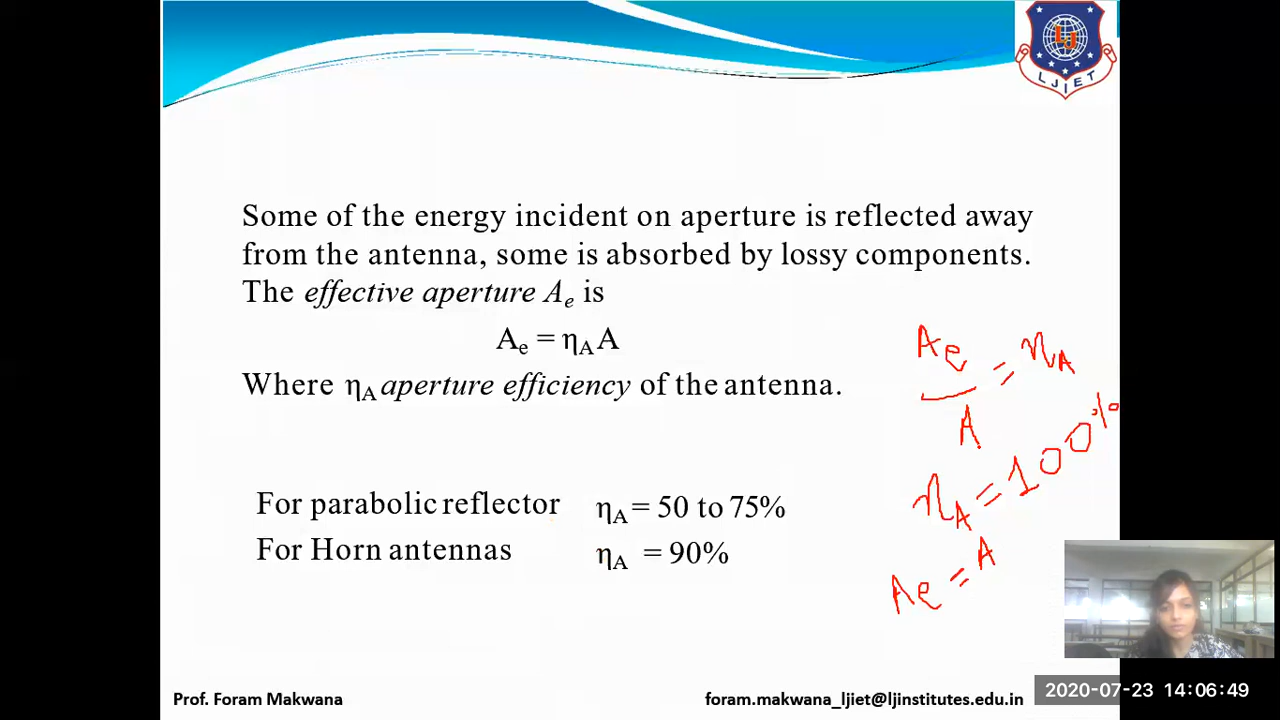 LJ
LJIET
Some of the energy incident on aperture is reflected away
from the antenna, some is absorbed by lossy components.
The effective aperture Ae is
Ae = ηA A
Where ηA aperture efficiency of the antenna.
Ae/A = ηA
ηA = 100%
Ae = A
For parabolic reflector ηA = 50 to 75%
For Horn antennas ηA = 90%
Prof. Foram Makwana
foram.makwana_ljiet@ljinstitutes.edu.in
2020-07-23 14:06:49